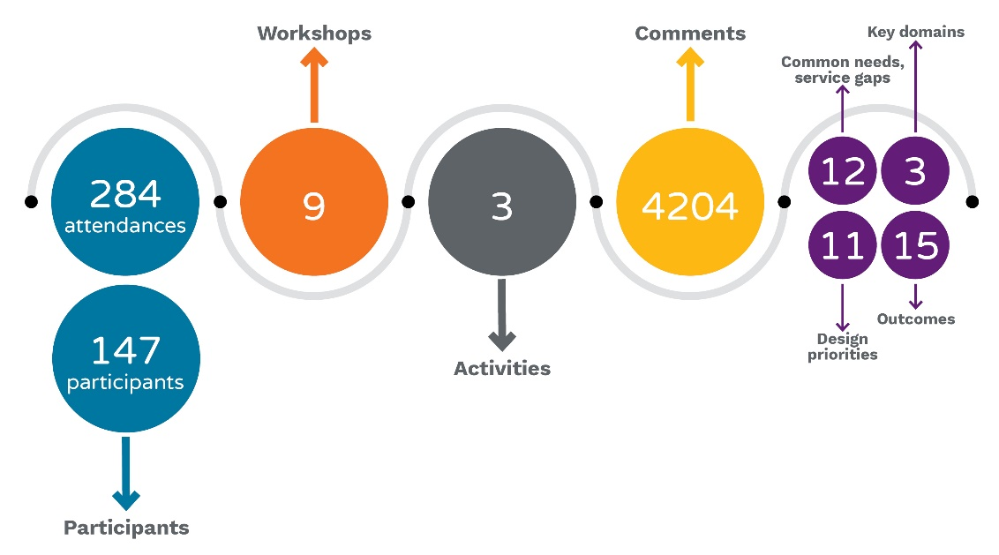 284
attendances
147
participants
Participants
Workshops
9
3
Activities
Comments
4204
Common needs,
service gaps
12
Key domains
3
11
Design
priorities
15
Outcomes